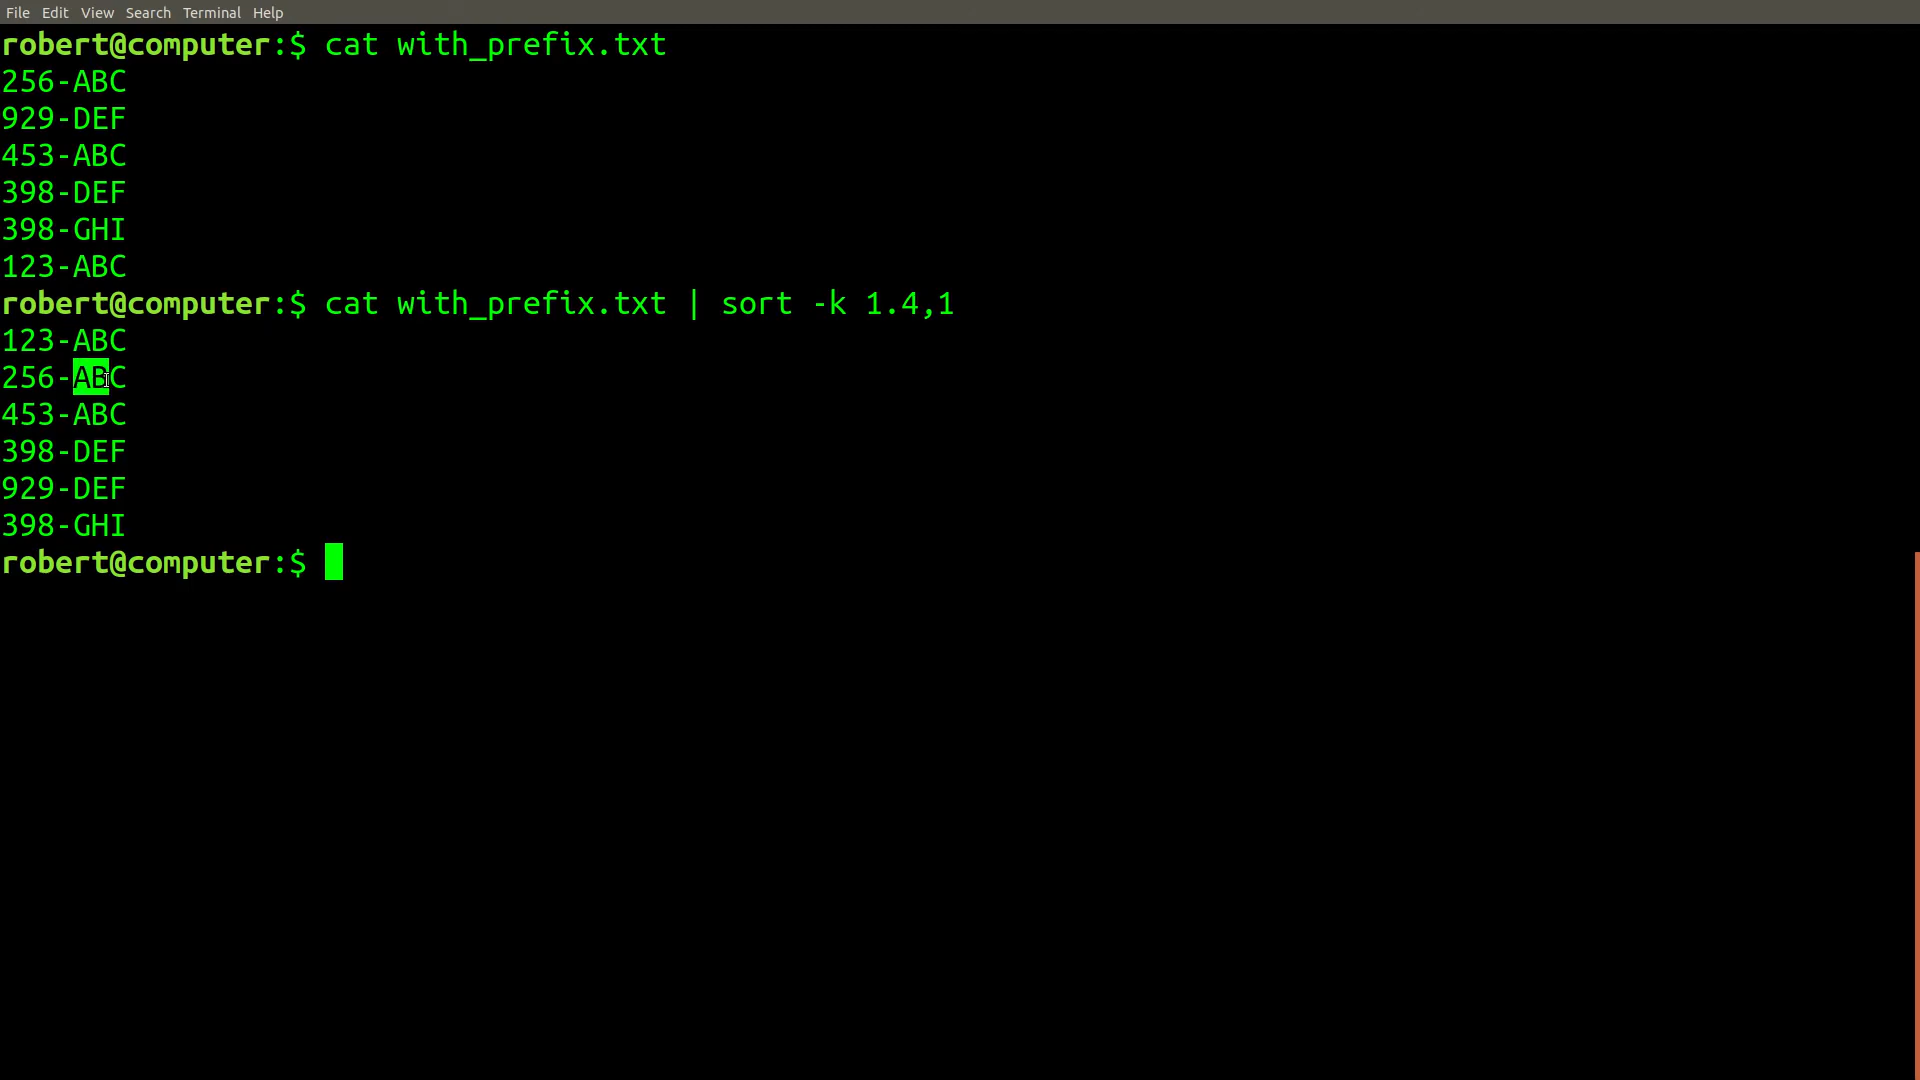 File Edit View Search Terminal Help
robert@computer:$ cat with_prefix.txt
256-ABC
929-DEF
453-ABC
398-DEF
398-GHI
123-ABC
robert@computer:$ cat with_prefix.txt | sort -k 1.4,1
123-ABC
256-ABC
453-ABC
398-DEF
929-DEF
398-GHI
robert@computer:$